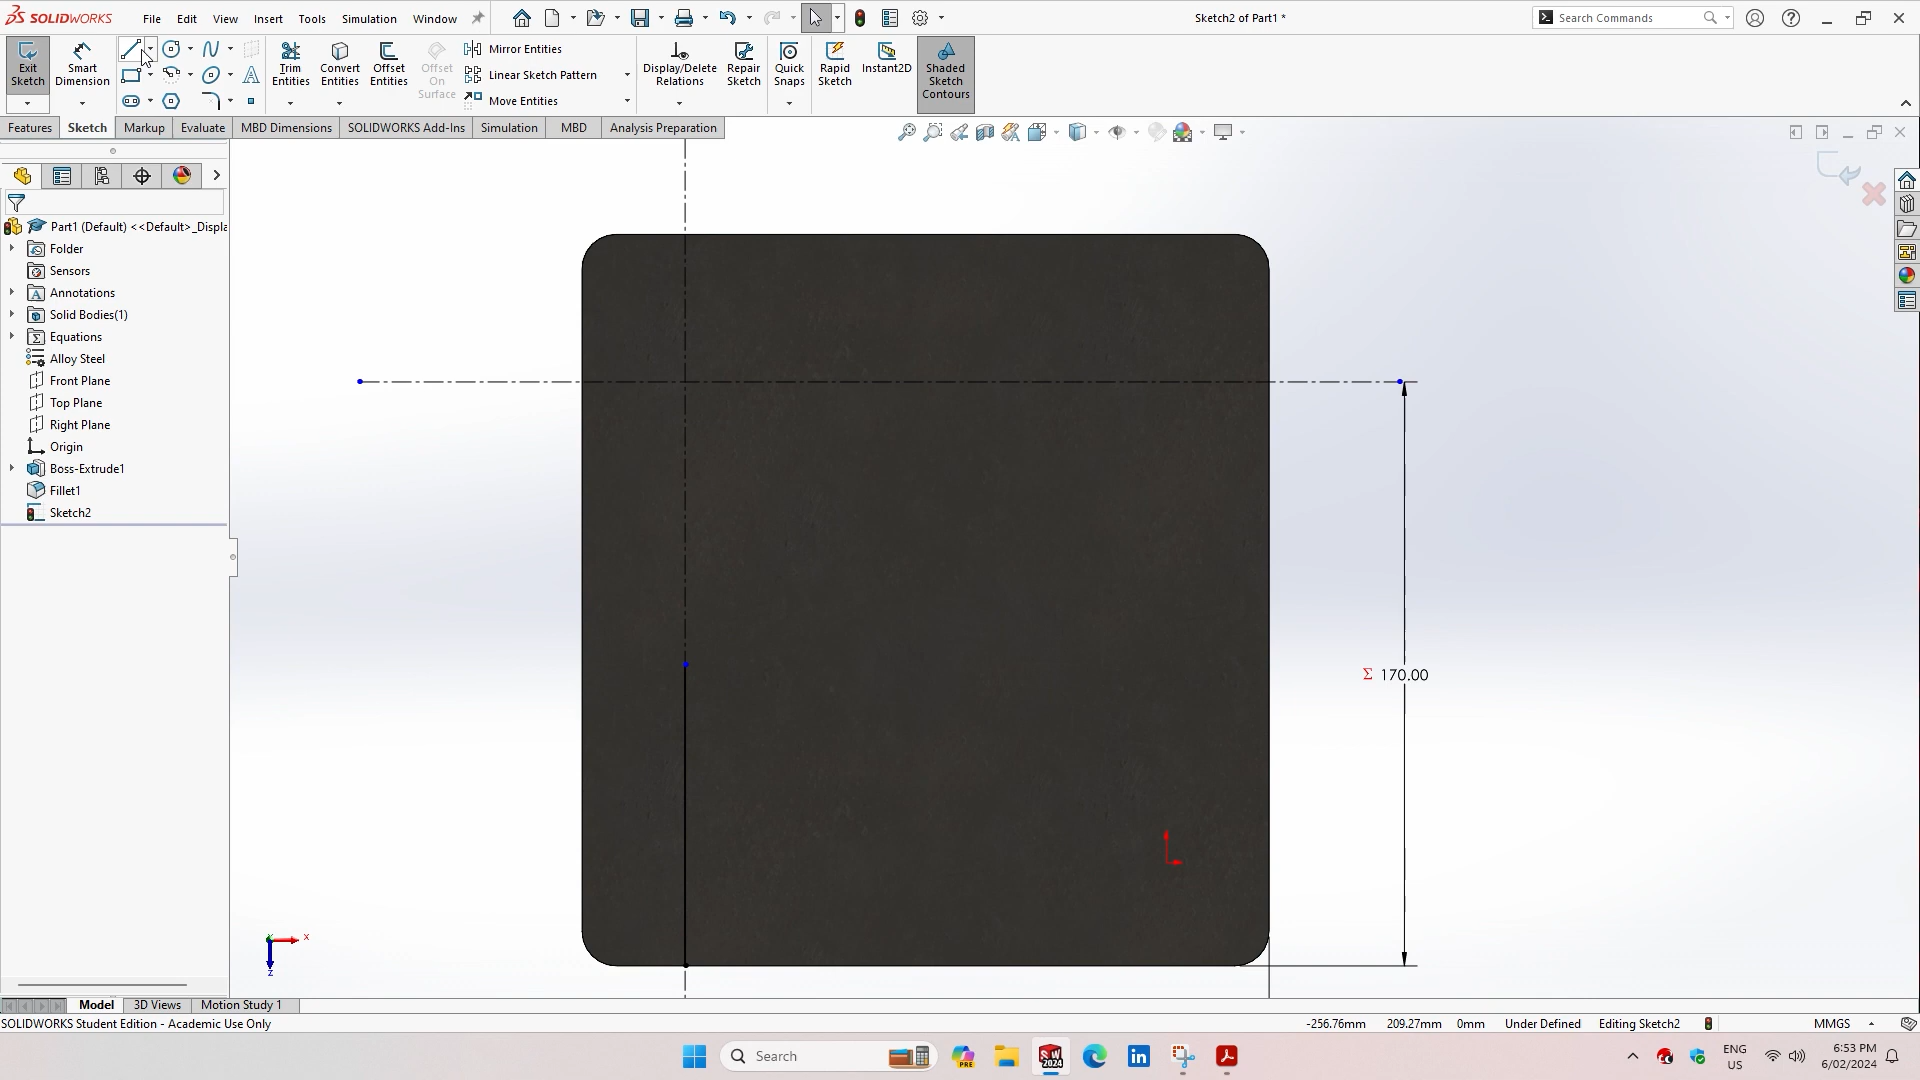 SOLIDWORKS File Edit View Insert Tools Simulation Window Sketch2 of Part1 * Search Commands
Exit Sketch Smart Dimension Trim Entities Convert Entities Offset Entities Offset On Surface Mirror Entities Linear Sketch Pattern Move Entities Display/Delete Relations Repair Sketch Quick Snaps Rapid Sketch Instant2D Shaded Sketch Contours
Features Sketch Markup Evaluate MBD Dimensions SOLIDWORKS Add-Ins Simulation MBD Analysis Preparation
Part1 (Default) <<Default>_Displa
Folder
Sensors
Annotations
Solid Bodies(1)
Equations
Alloy Steel
Front Plane
Top Plane
Right Plane
Origin
Boss-Extrude1
Fillet1
Sketch2
Σ 170.00
Y X
Z
Model 3D Views Motion Study 1
SOLIDWORKS Student Edition - Academic Use Only -256.76mm 209.27mm 0mm Under Defined Editing Sketch2 MMGS
Search PRE SW 2024 in ENG US 6:53 PM 6/02/2024